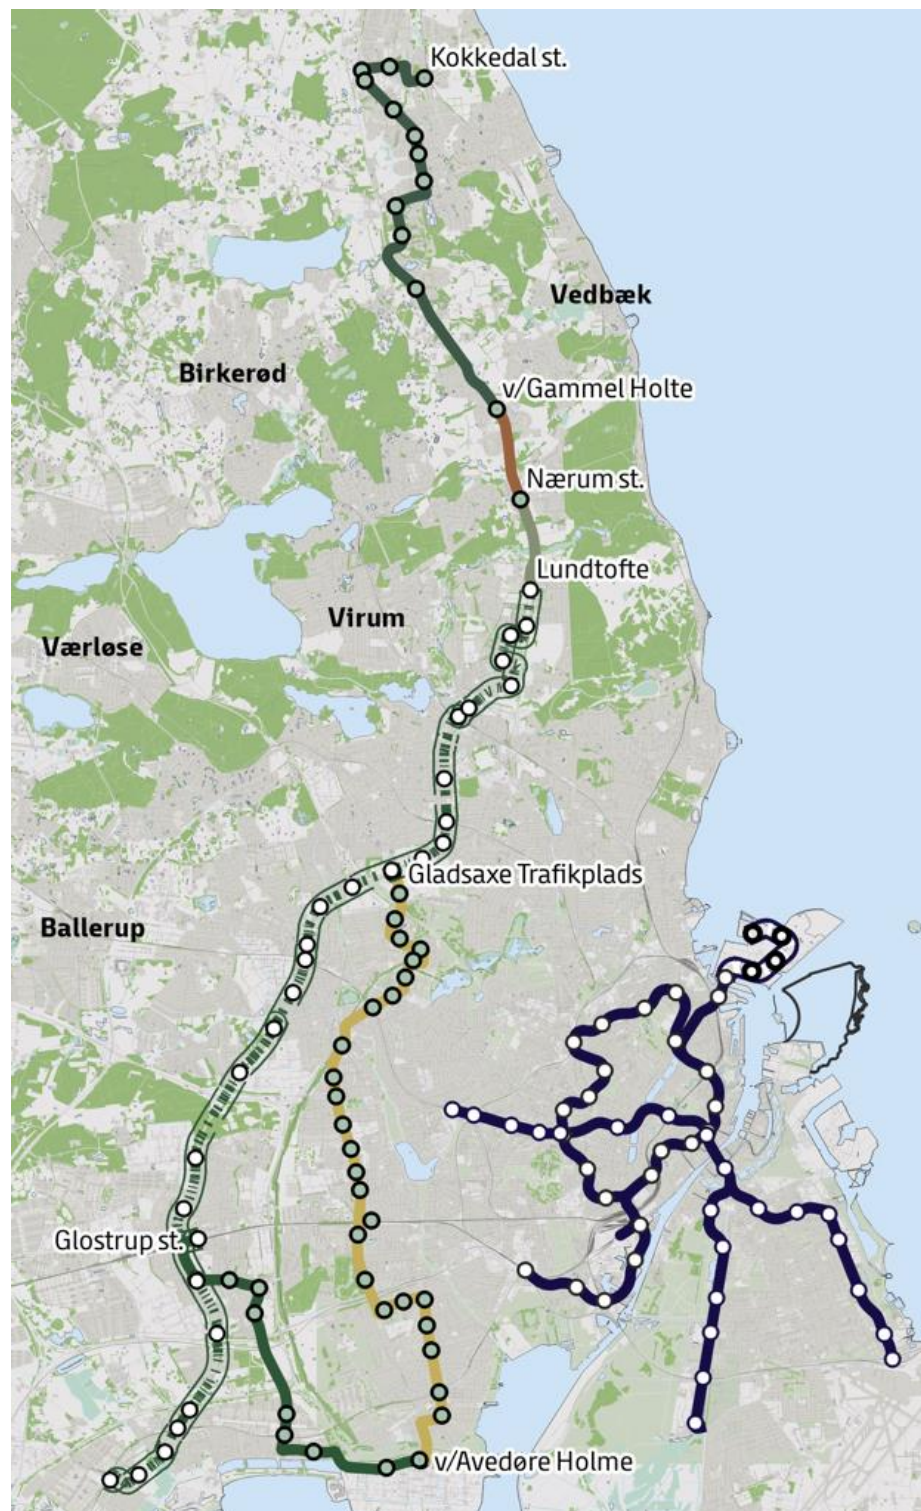 Kokkedal st.
Vedbæk
Birkerød
v/Gammel Holte
Nærum st.
Lundtofte
Virum
Værløse
Gladsaxe Trafikplads
Ballerup
Glostrup st.
v/Avedøre Holme